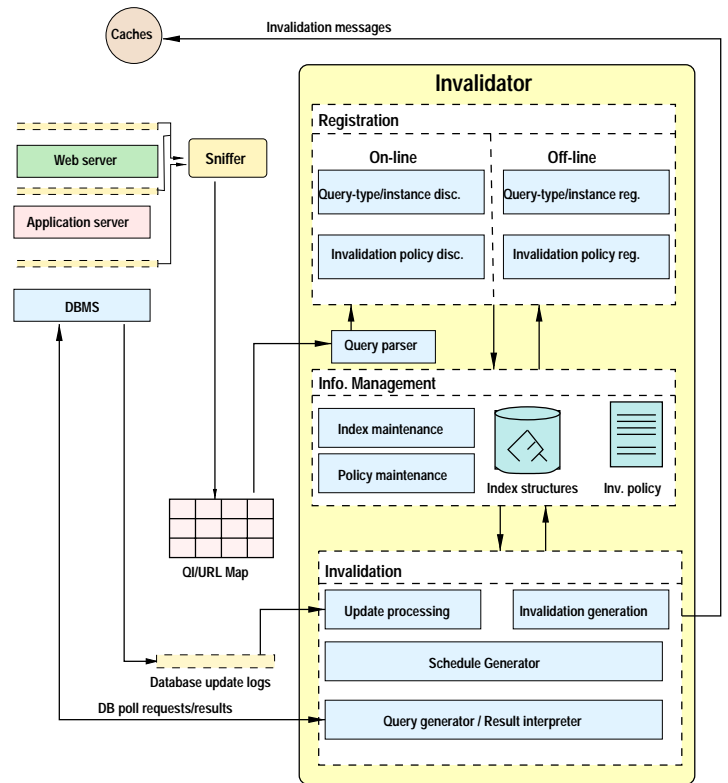 Caches
Invalidation messages
Invalidator
Registration
On-line
Off-line
Web server
Sniffer
Query-type/instance disc.
Query-type/instance reg.
Application server
Invalidation policy disc.
Invalidation policy reg.
DBMS
Query parser
Info. Management
Index maintenance
Policy maintenance
Index structures
Inv. policy
QI/URL Map
Invalidation
Update processing
Invalidation generation
Schedule Generator
Database update logs
DB poll requests/results
Query generator / Result interpreter